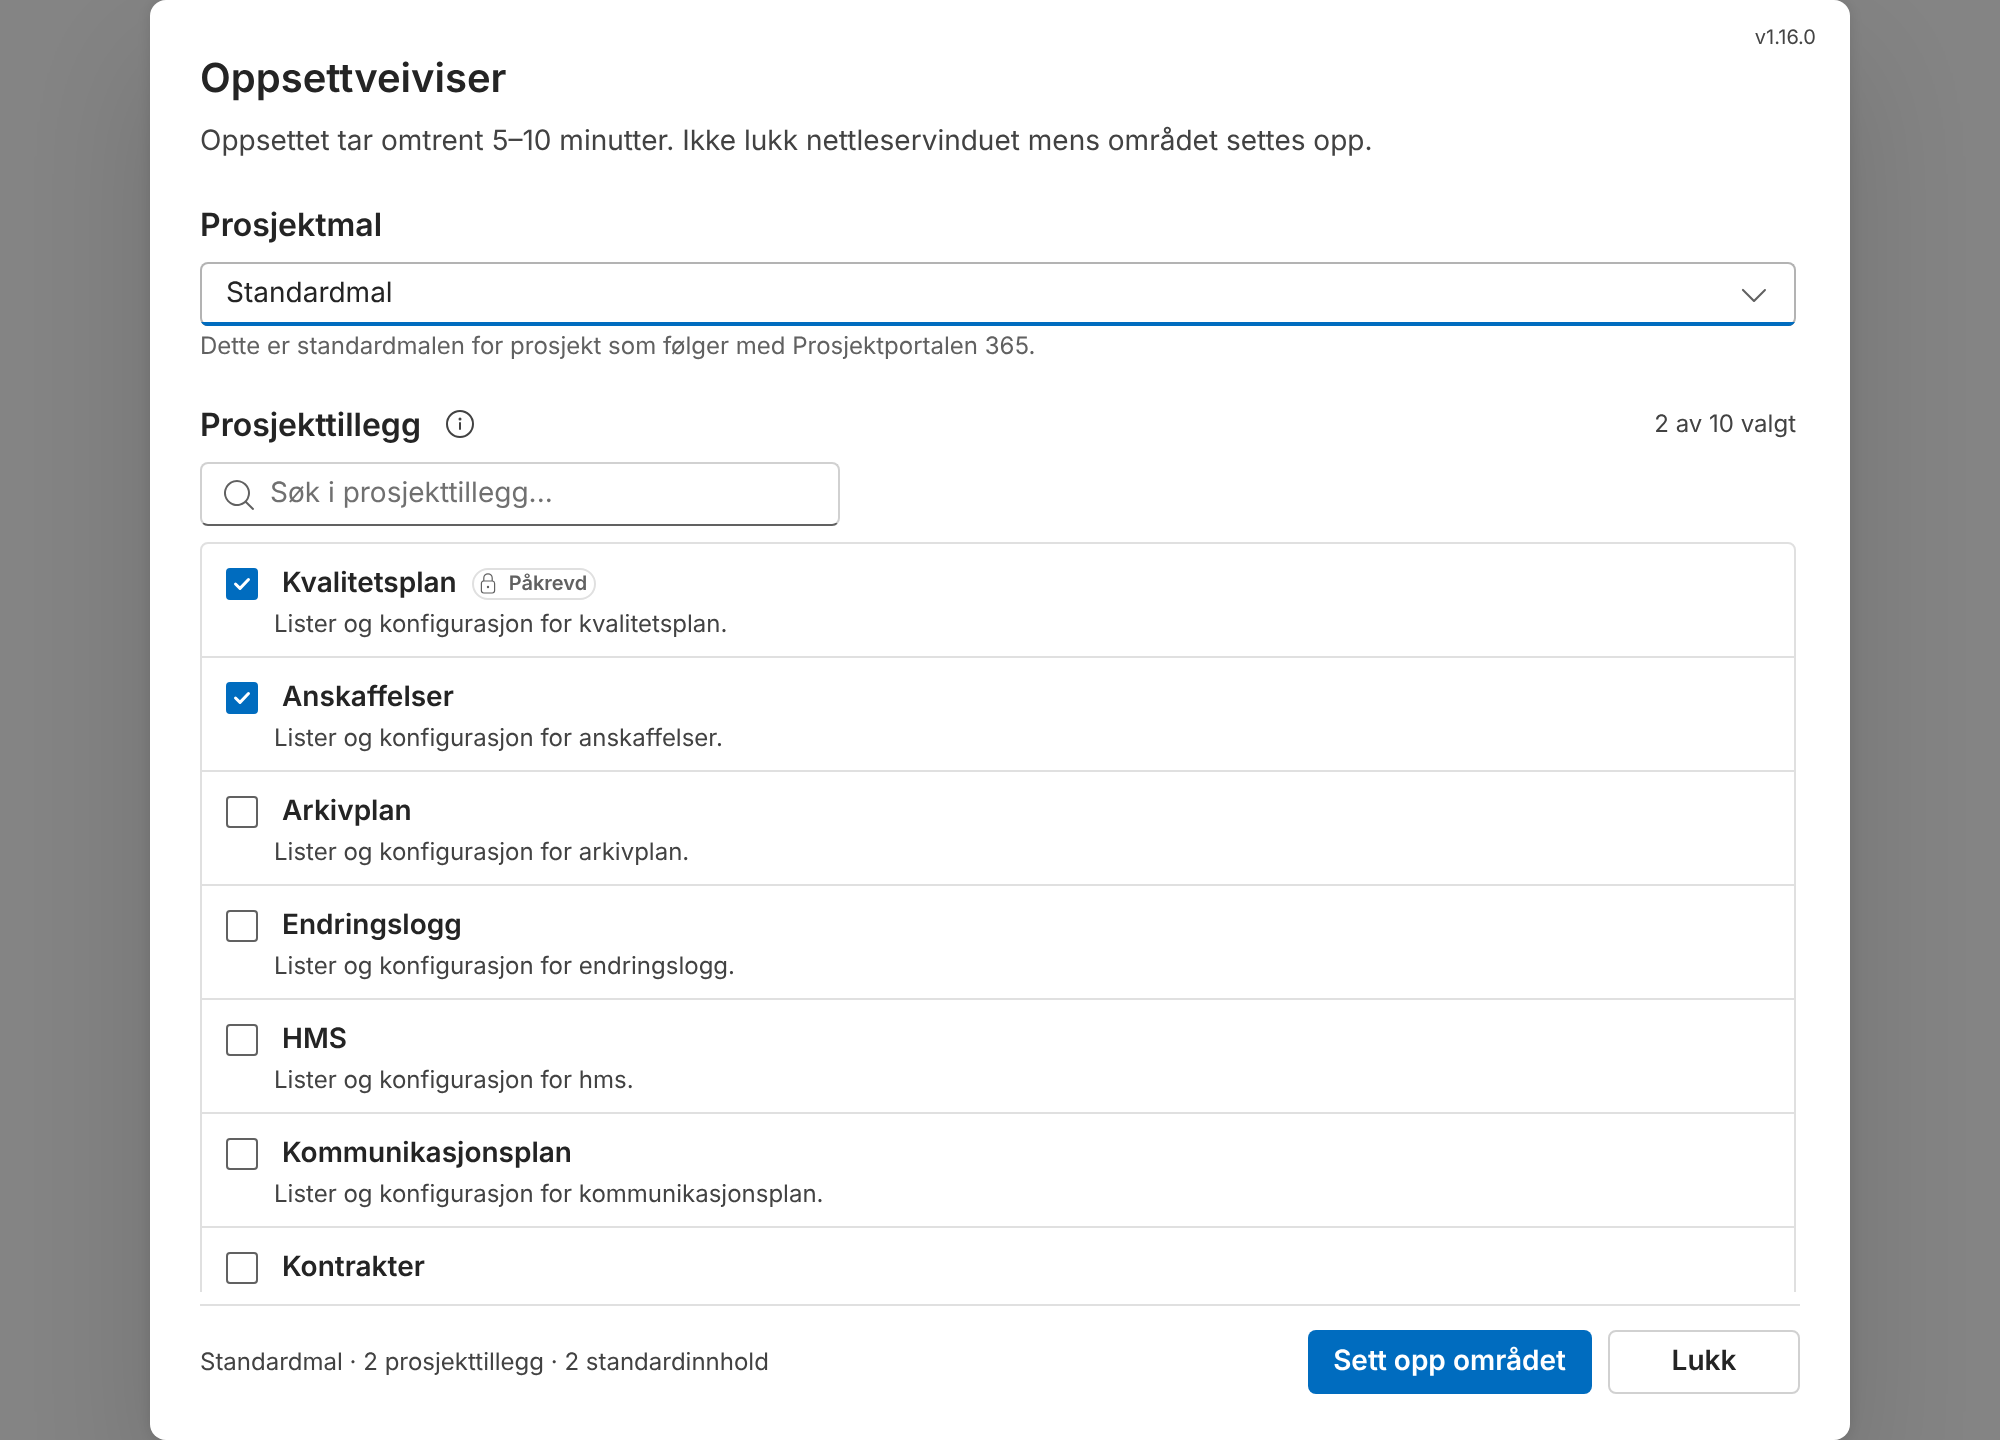 v1.16.0
Oppsettveiviser
Oppsettet tar omtrent 5–10 minutter. Ikke lukk nettleservinduet mens området settes opp.
Prosjektmal
Standardmal
Dette er standardmalen for prosjekt som følger med Prosjektportalen 365.
Prosjekttillegg
2 av 10 valgt
Søk i prosjekttillegg...
Kvalitetsplan Påkrevd
Lister og konfigurasjon for kvalitetsplan.
Anskaffelser
Lister og konfigurasjon for anskaffelser.
Arkivplan
Lister og konfigurasjon for arkivplan.
Endringslogg
Lister og konfigurasjon for endringslogg.
HMS
Lister og konfigurasjon for hms.
Kommunikasjonsplan
Lister og konfigurasjon for kommunikasjonsplan.
Kontrakter
Standardmal · 2 prosjekttillegg · 2 standardinnhold
Sett opp området
Lukk